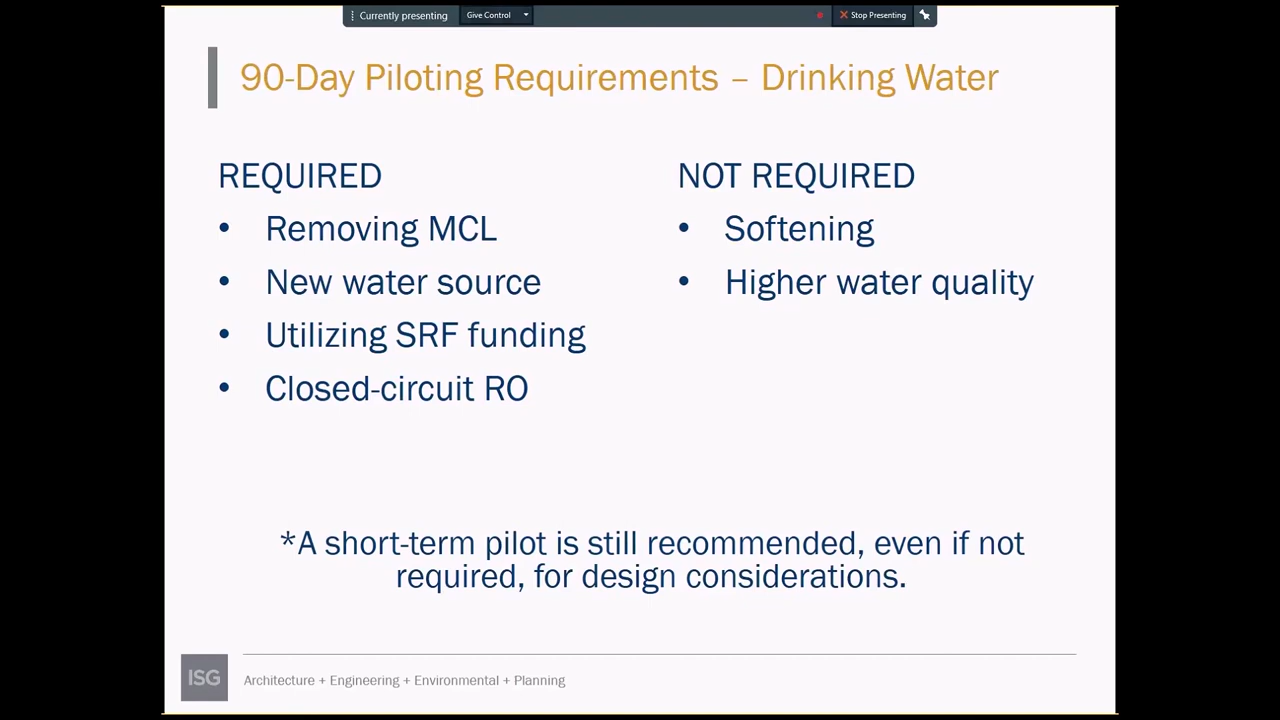 Currently presenting Give Control Stop Presenting
90-Day Piloting Requirements – Drinking Water
REQUIRED
• Removing MCL
• New water source
• Utilizing SRF funding
• Closed-circuit RO
NOT REQUIRED
• Softening
• Higher water quality
*A short-term pilot is still recommended, even if not
required, for design considerations.
ISG
Architecture + Engineering + Environmental + Planning